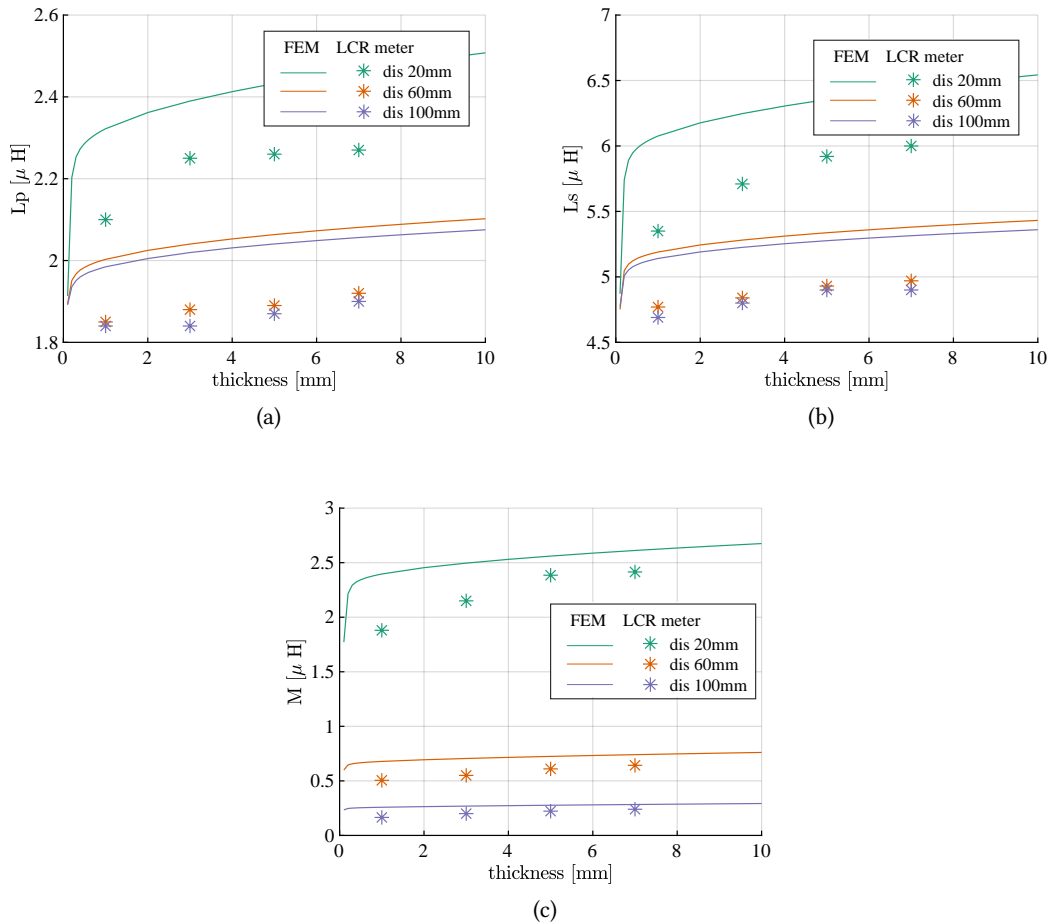 2.6
2.4
2.2
2
1.8
Lp [μ H]
FEM LCR meter
dis 20mm
dis 60mm
dis 100mm
0 2 4 6 8 10
thickness [mm]
(a)
7
6.5
6
5.5
5
4.5
Ls [μ H]
FEM LCR meter
dis 20mm
dis 60mm
dis 100mm
0 2 4 6 8 10
thickness [mm]
(b)
3
2.5
2
1.5
1
0.5
0
M [μ H]
FEM LCR meter
dis 20mm
dis 60mm
dis 100mm
0 2 4 6 8 10
thickness [mm]
(c)